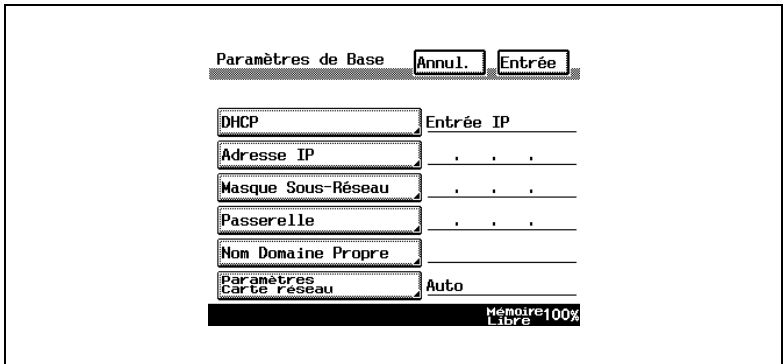 Paramètres de Base Annul. Entrée
DHCP Entrée IP
Adresse IP . . .
Masque Sous-Réseau . . .
Passerelle . . .
Nom Domaine Propre
Paramètres
Carte réseau Auto
Mémoire
Libre 100%